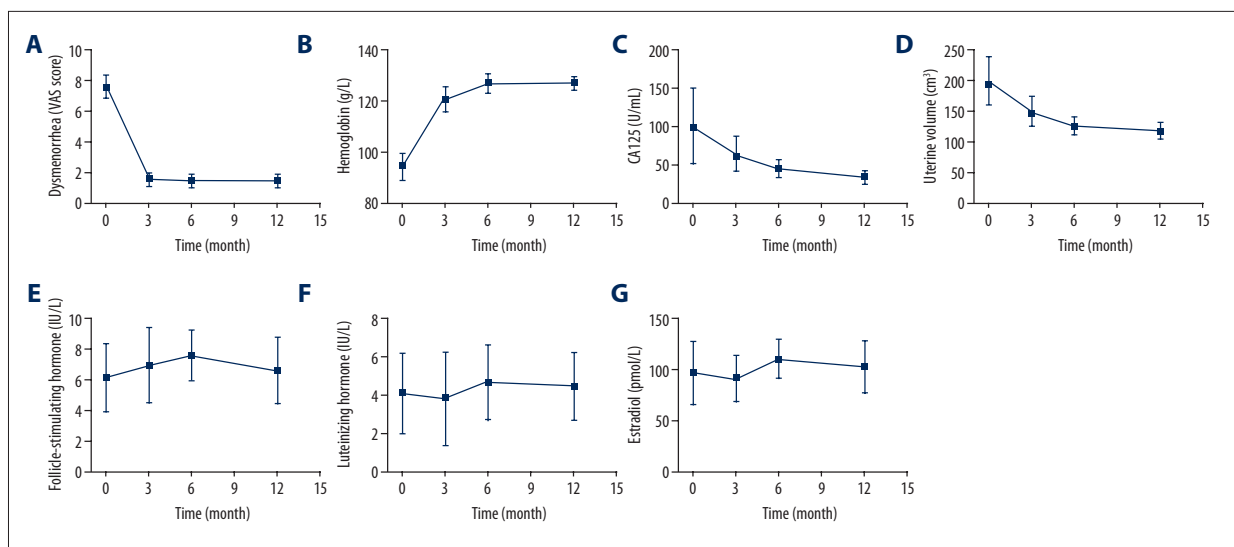 A
Dysmenorrhea (VAS score)
10
8
6
4
2
0
0 3 6 9 12 15
Time (month)
B
Hemoglobin (g/L)
140
120
100
80
0 3 6 9 12 15
Time (month)
C
CA125 (U/mL)
200
150
100
50
0
0 3 6 9 12 15
Time (month)
D
Uterine volume (cm³)
250
200
150
100
50
0
0 3 6 9 12 15
Time (month)
E
Follicle-stimulating hormone (IU/L)
10
8
6
4
2
0
0 3 6 9 12 15
Time (month)
F
Luteinizing hormone (IU/L)
8
6
4
2
0
0 3 6 9 12 15
Time (month)
G
Estradiol (pmol/L)
150
100
50
0
0 3 6 9 12 15
Time (month)